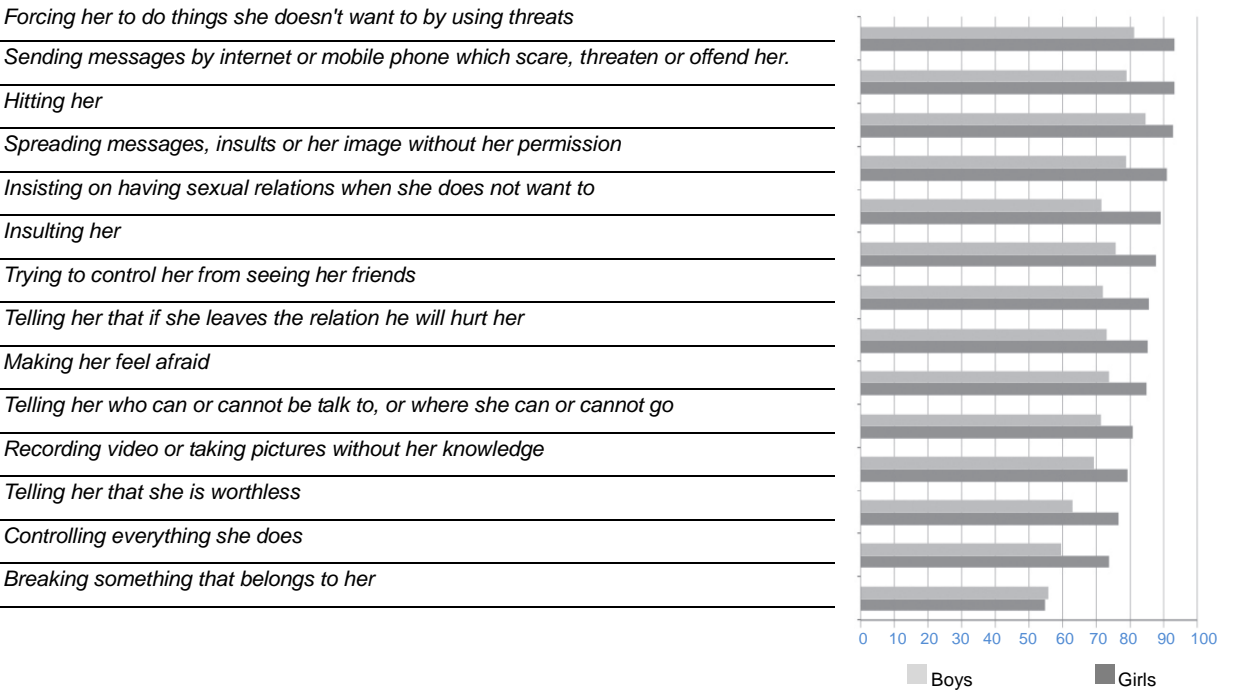 Forcing her to do things she doesn't want to by using threats
Sending messages by internet or mobile phone which scare, threaten or offend her.
Hitting her
Spreading messages, insults or her image without her permission
Insisting on having sexual relations when she does not want to
Insulting her
Trying to control her from seeing her friends
Telling her that if she leaves the relation he will hurt her
Making her feel afraid
Telling her who can or cannot be talk to, or where she can or cannot go
Recording video or taking pictures without her knowledge
Telling her that she is worthless
Controlling everything she does
Breaking something that belongs to her
0 10 20 30 40 50 60 70 80 90 100
Boys Girls